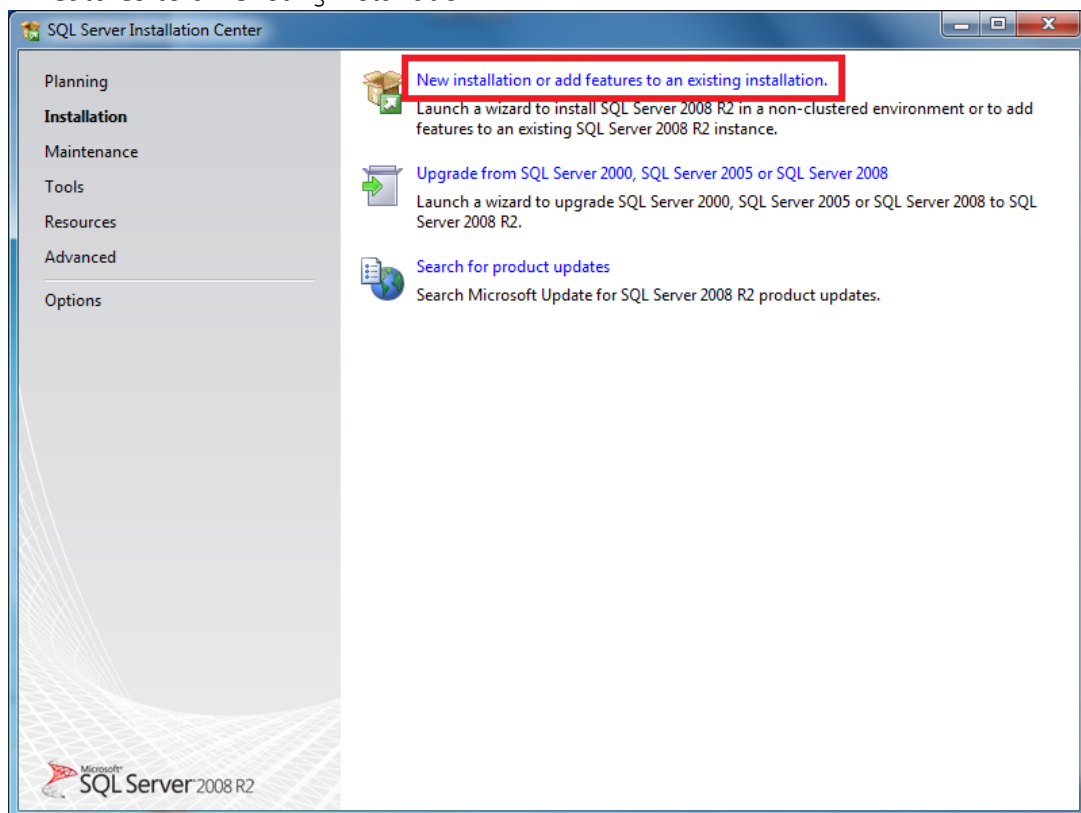 SQL Server Installation Center
Planning
Installation
Maintenance
Tools
Resources
Advanced
Options
New installation or add features to an existing installation.
Launch a wizard to install SQL Server 2008 R2 in a non-clustered environment or to add
features to an existing SQL Server 2008 R2 instance.
Upgrade from SQL Server 2000, SQL Server 2005 or SQL Server 2008
Launch a wizard to upgrade SQL Server 2000, SQL Server 2005 or SQL Server 2008 to SQL
Server 2008 R2.
Search for product updates
Search Microsoft Update for SQL Server 2008 R2 product updates.
Microsoft®
SQL Server 2008 R2